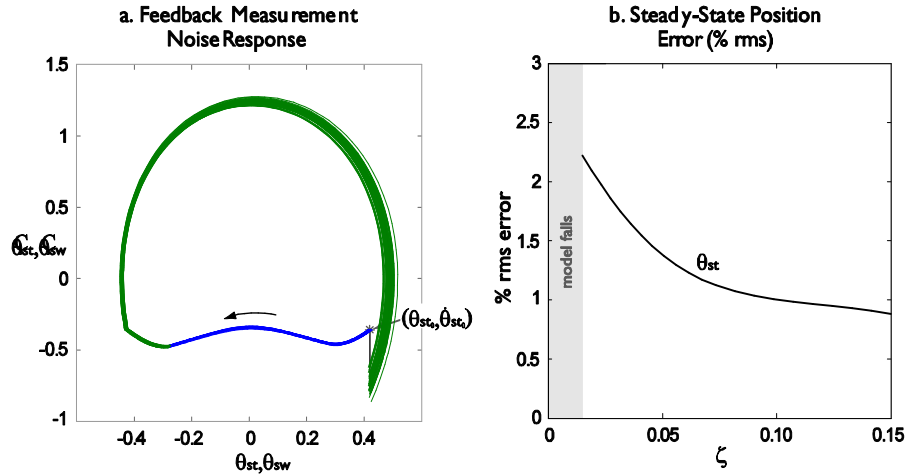 a. Feedback Measurement
Noise Response
1.5
1
0.5
0
-0.5
-1
-0.4
-0.2
0
0.2
0.4
θst,θsw
(θst₀,θ̇st₀)
b. Steady-State Position
Error (% rms)
3
2.5
2
1.5
1
0.5
0
% rms error
model falls
θst
0
0.05
0.10
0.15
ζ